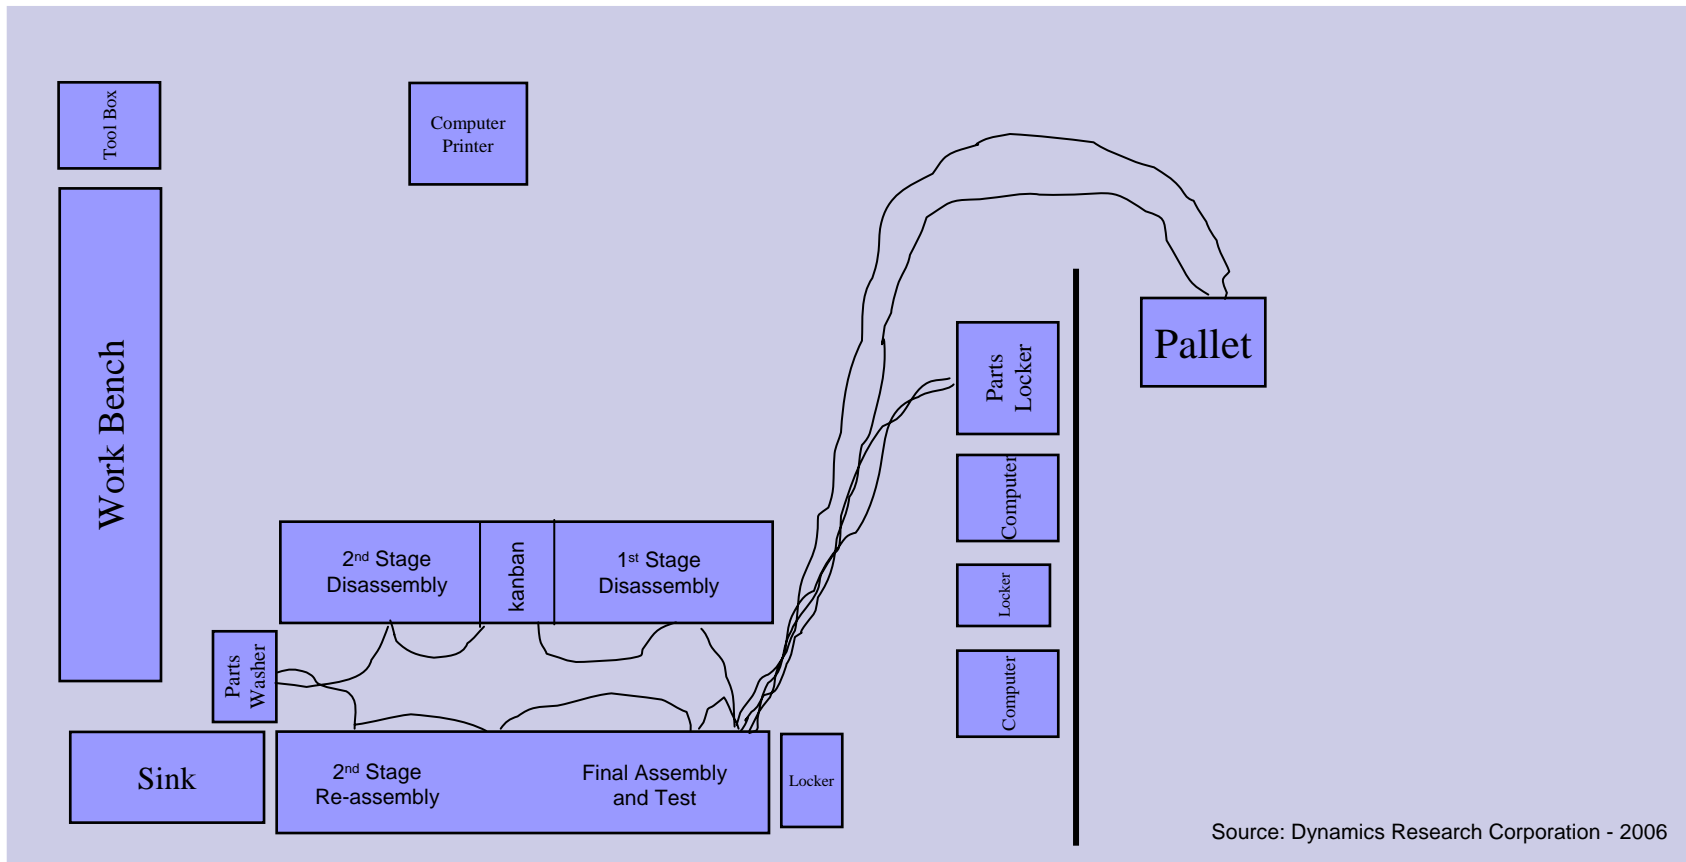 Tool Box
Computer
Printer
Work Bench
Pallet
Parts
Locker
Computer
2nd Stage
Disassembly
kanban
1st Stage
Disassembly
Locker
Parts
Washer
Computer
Sink
2nd Stage
Re-assembly
Final Assembly
and Test
Locker
Source: Dynamics Research Corporation - 2006